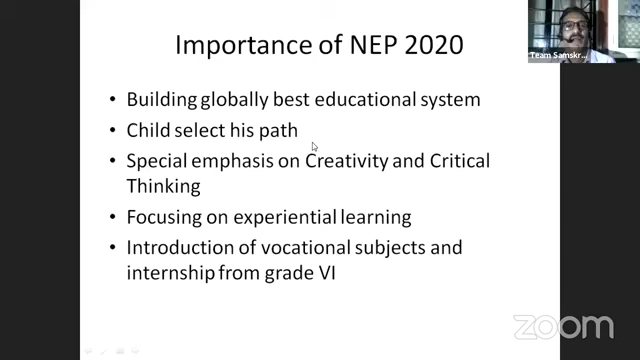 Team Samskr...
Importance of NEP 2020
• Building globally best educational system
• Child select his path
• Special emphasis on Creativity and Critical
Thinking
• Focusing on experiential learning
• Introduction of vocational subjects and
internship from grade VI
zoom